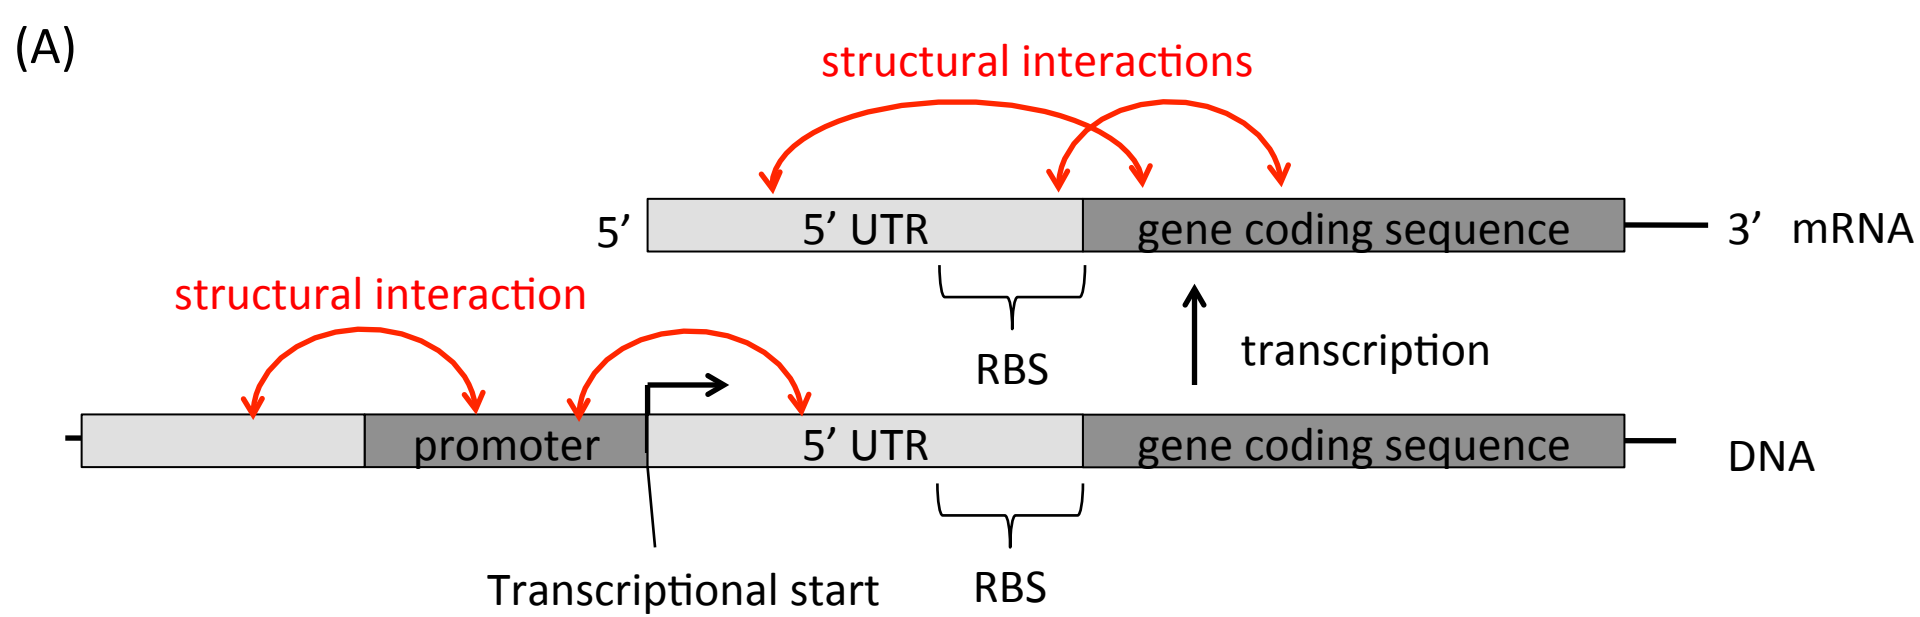 (A)
structural interactions
5’ 5’ UTR gene coding sequence 3’ mRNA
structural interaction
RBS
transcription
promoter 5’ UTR gene coding sequence DNA
Transcriptional start
RBS